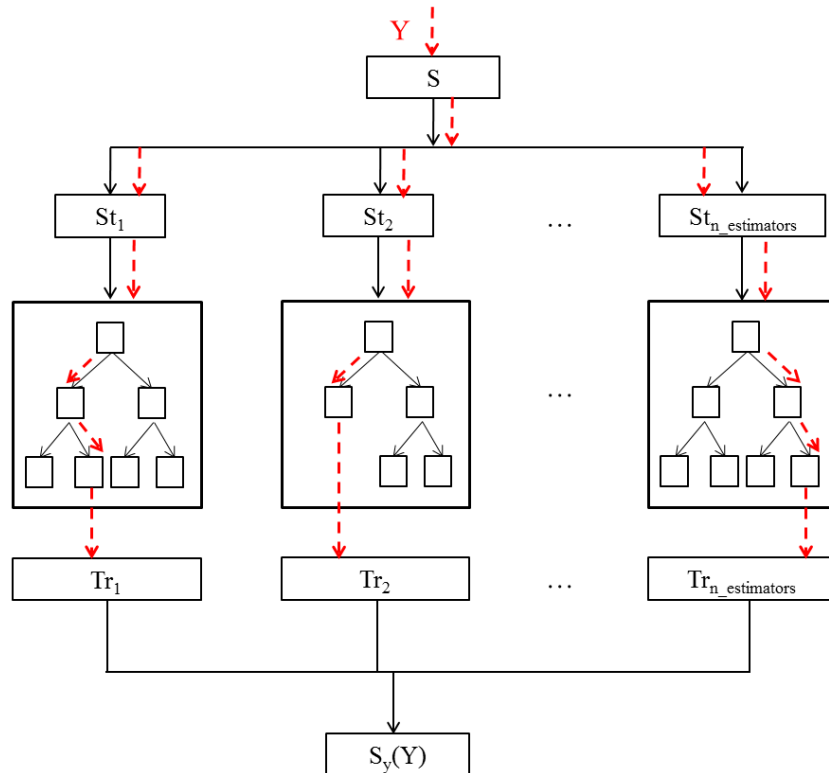 Y
S
St₁ St₂ … Stₙ_estimators
…
Tr₁ Tr₂ … Trₙ_estimators
Sy(Y)